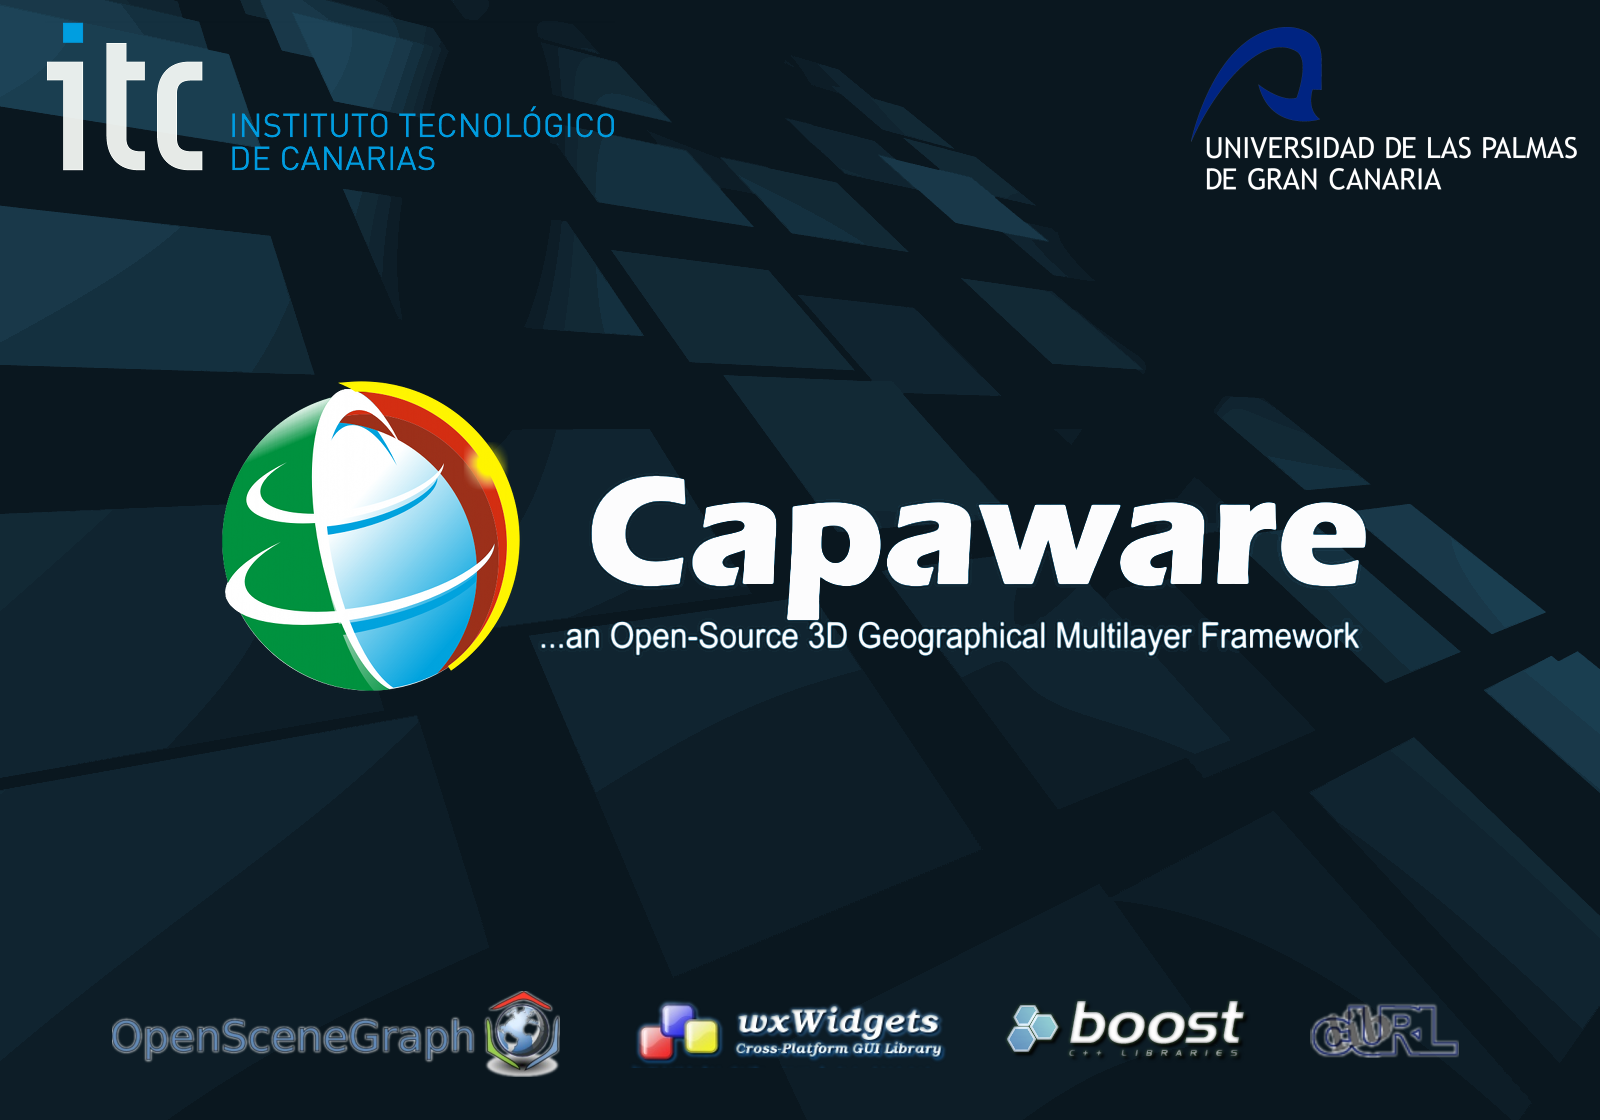 itc
INSTITUTO TECNOLÓGICO
DE CANARIAS
UNIVERSIDAD DE LAS PALMAS
DE GRAN CANARIA
Capaware
...an Open-Source 3D Geographical Multilayer Framework
OpenSceneGraph
wxWidgets
Cross-Platform GUI Library
boost
C++ LIBRARIES